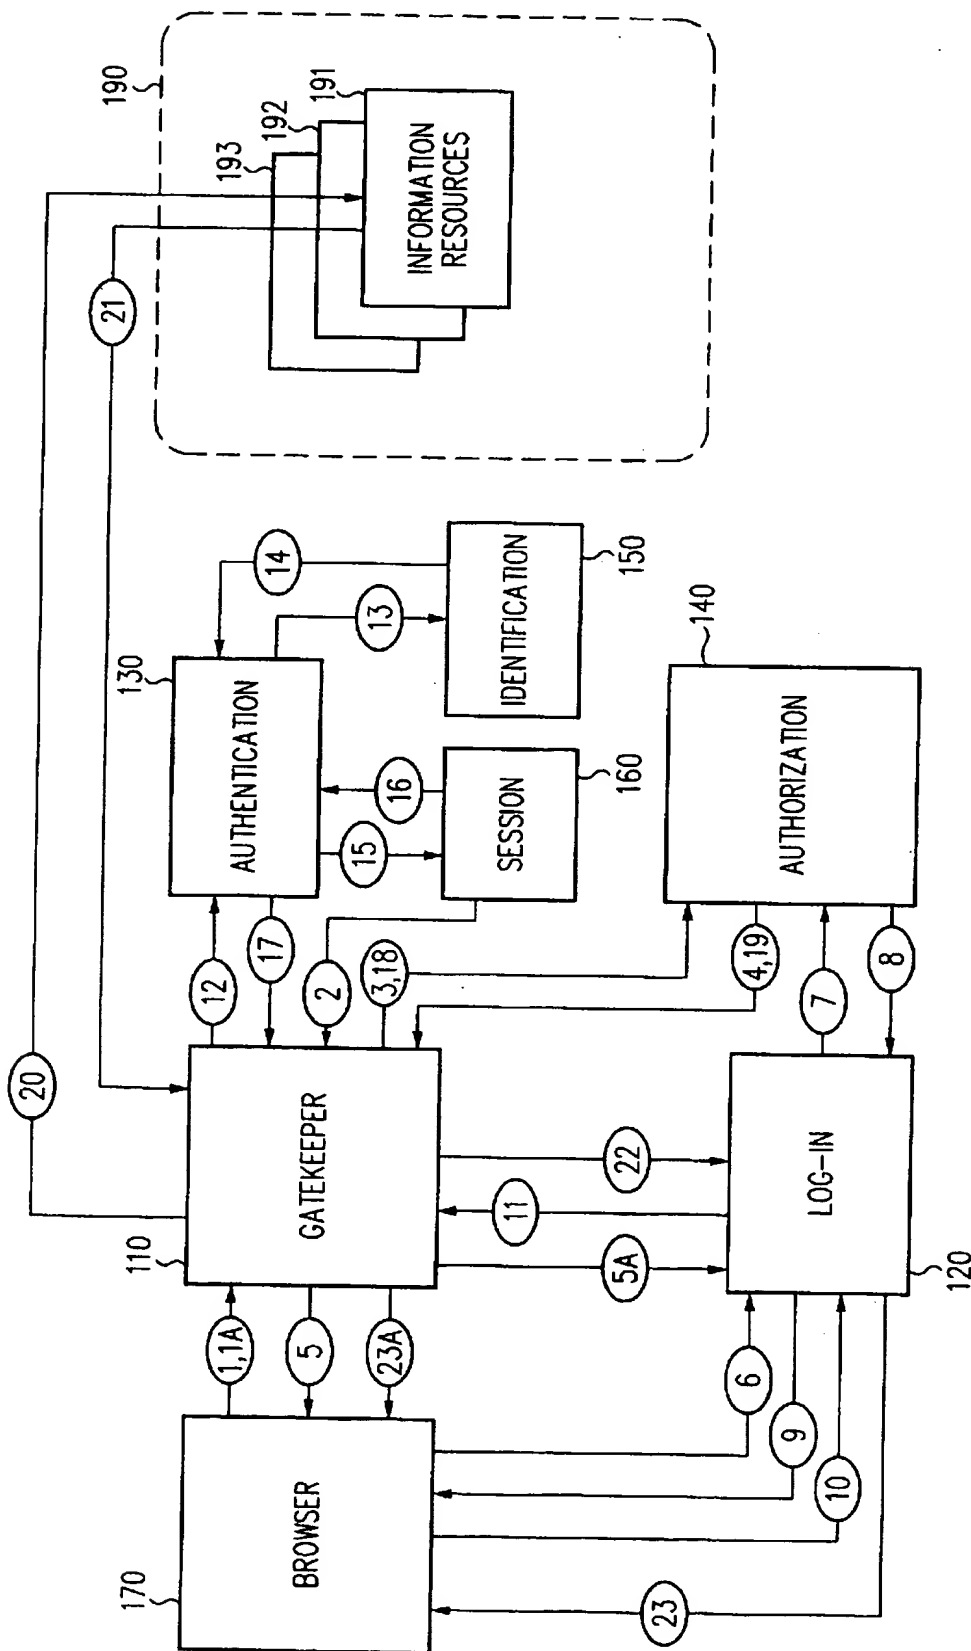 190
193
192
191
INFORMATION
RESOURCES
21
20
130
AUTHENTICATION
14
13
IDENTIFICATION
150
16
15
SESSION
160
140
AUTHORIZATION
12
17
2
3,18
4,19
7
8
110
GATEKEEPER
22
11
5A
LOG-IN
120
1,1A
5
23A
6
9
10
23
170
BROWSER